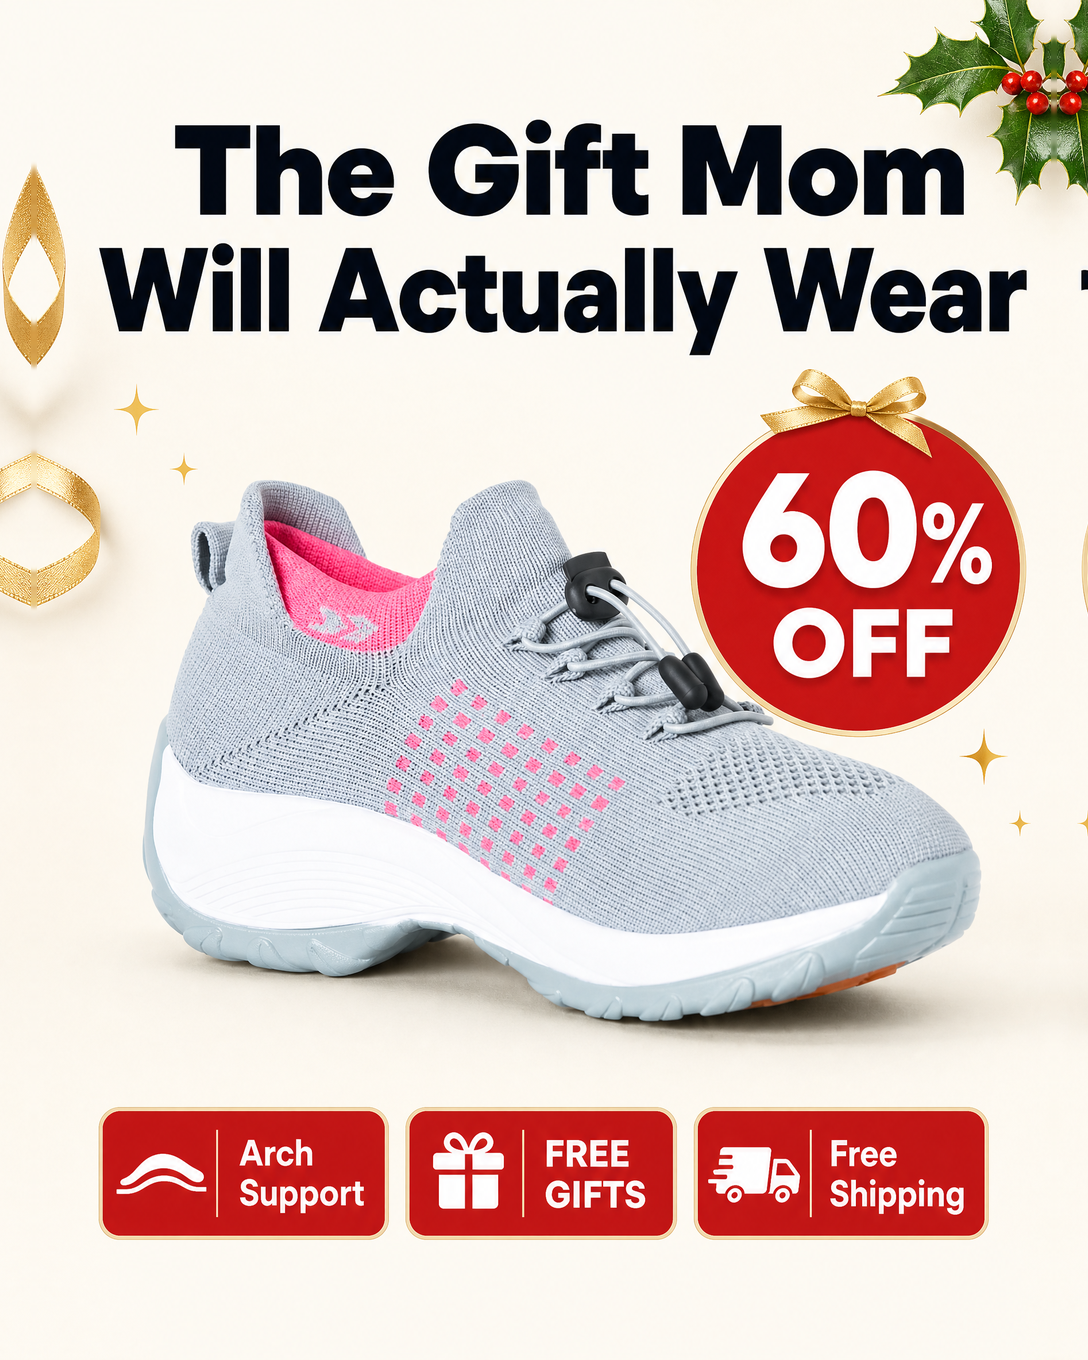 The Gift Mom
Will Actually Wear
60%
OFF
Arch
Support
FREE
GIFTS
Free
Shipping